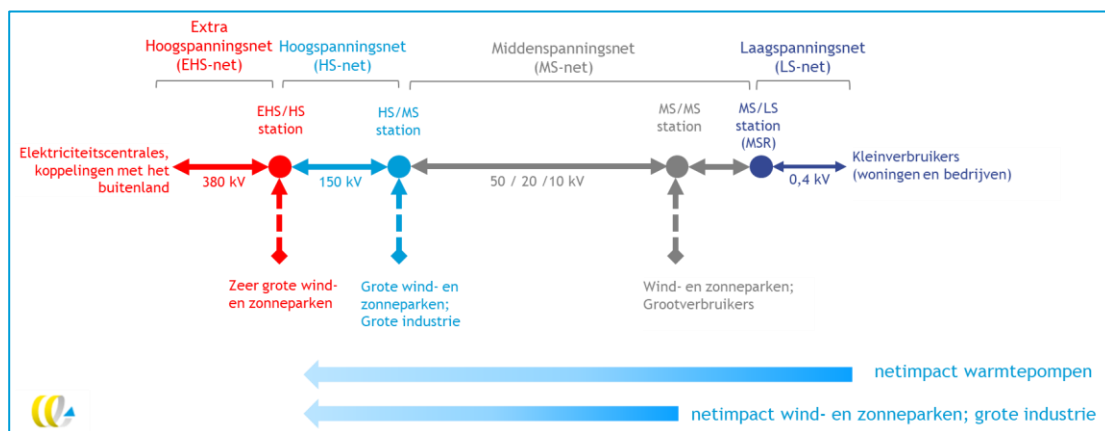 Extra
Hoogspanningsnet
(EHS-net)
Hoogspanningsnet
(HS-net)
Middenspanningsnet
(MS-net)
Laagspanningsnet
(LS-net)
EHS/HS
station
HS/MS
station
MS/MS
station
MS/LS
station
(MSR)
Elektriciteitscentrales,
koppelingen met het
buitenland
380 kV
150 kV
50 / 20 /10 kV
0,4 kV
Kleinverbruikers
(woningen en bedrijven)
Zeer grote wind-
en zonneparken
Grote wind- en
zonneparken;
Grote industrie
Wind- en zonneparken;
Grootverbruikers
netimpact warmtepompen
netimpact wind- en zonneparken; grote industrie